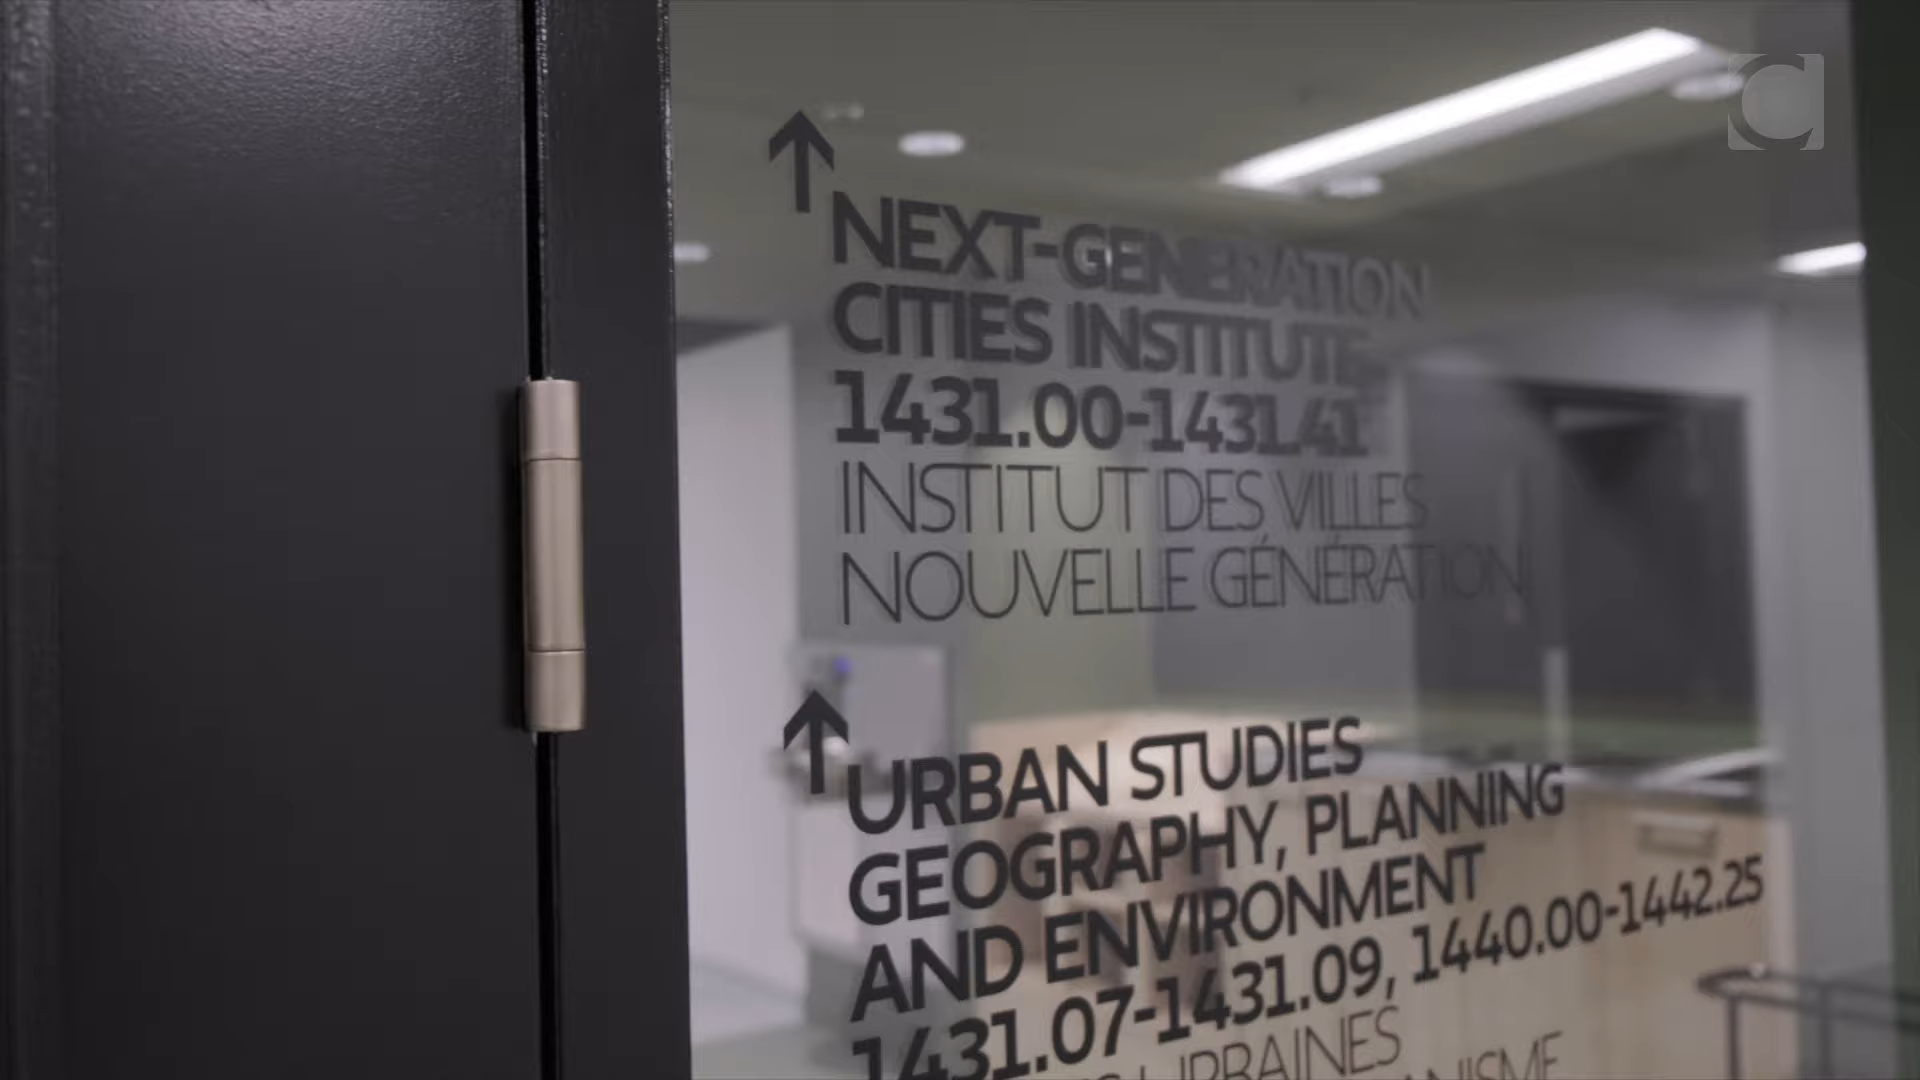 NEXT-GENERATION
CITIES INSTITUTE
1431.00-1431.41
INSTITUT DES VILLES
NOUVELLE GÉNÉRATION
URBAN STUDIES
GEOGRAPHY, PLANNING
AND ENVIRONMENT
1431.07-1431.09, 1440.00-1442.25
URBAINES